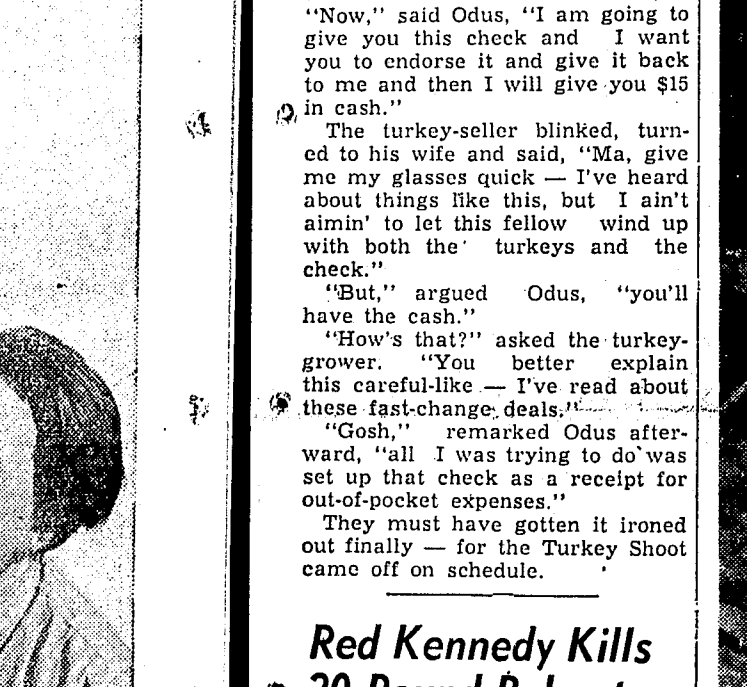 "Now," said Odus, "I am going to
give you this check and I want
you to endorse it and give it back
to me and then I will give you $15
in cash."
The turkey-seller blinked, turn-
ed to his wife and said, "Ma, give
me my glasses quick — I've heard
about things like this, but I ain't
aimin' to let this fellow wind up
with both the turkeys and the
check."
"But," argued Odus, "you'll
have the cash."
"How's that?" asked the turkey-
grower. "You better explain
this careful-like — I've read about
these fast-change deals."
"Gosh," remarked Odus after-
ward, "all I was trying to do was
set up that check as a receipt for
out-of-pocket expenses."
They must have gotten it ironed
out finally — for the Turkey Shoot
came off on schedule.
Red Kennedy Kills
20 Pound